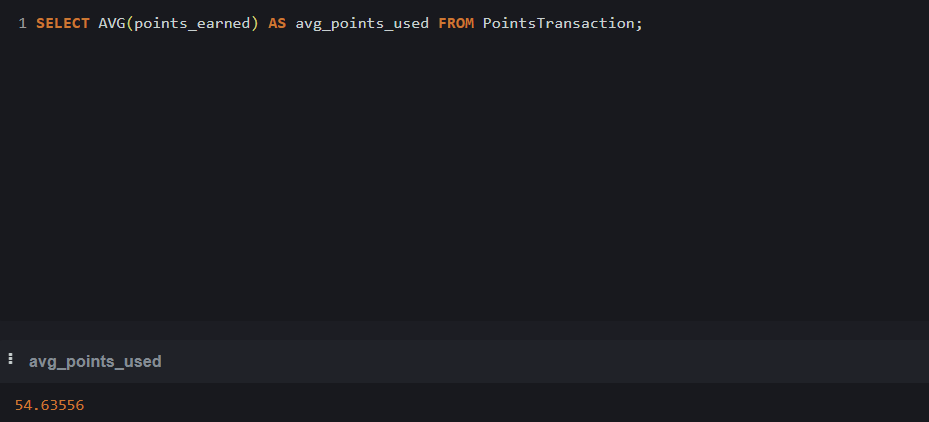 1 SELECT AVG(points_earned) AS avg_points_used FROM PointsTransaction;
avg_points_used
54.63556